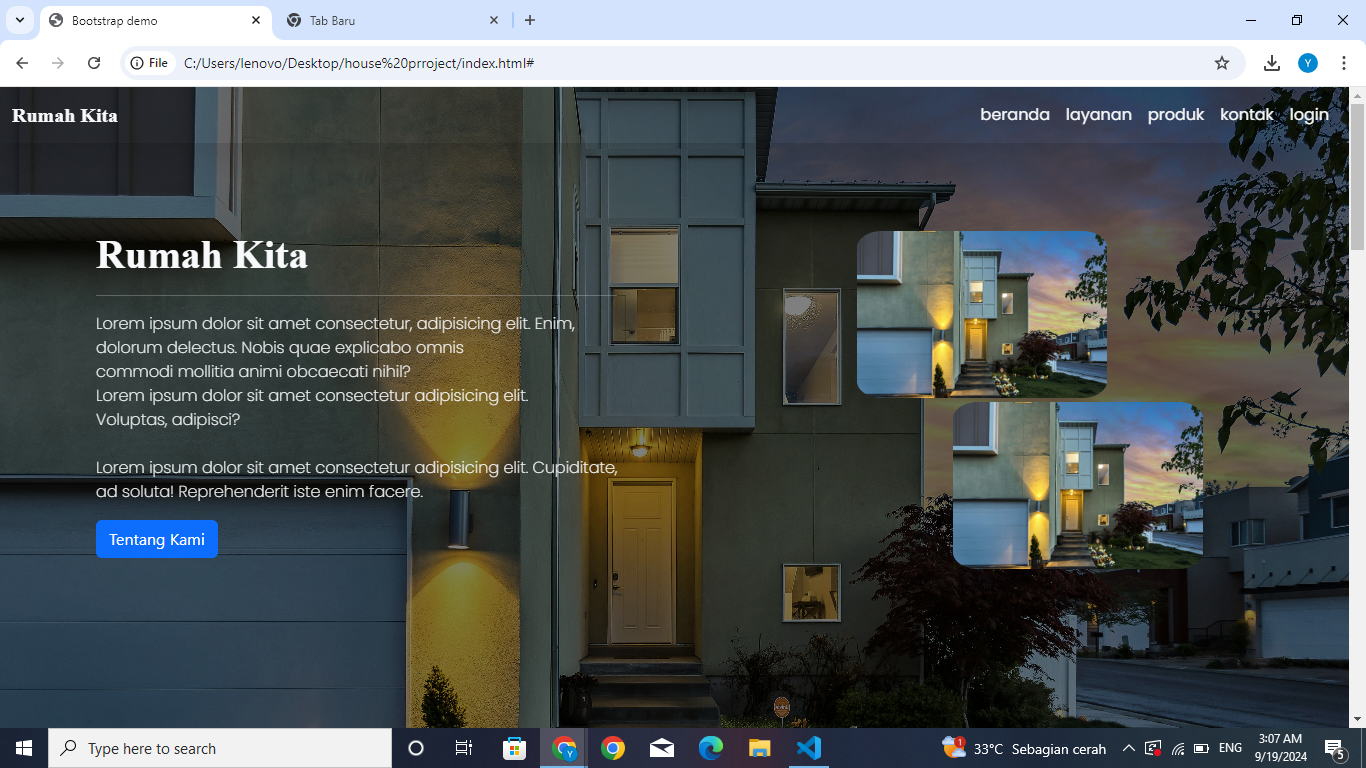 Bootstrap demo
Tab Baru
File
C:/Users/lenovo/Desktop/house%20prroject/index.html#
Y
Rumah Kita
beranda layanan produk kontak login
Rumah Kita
Lorem ipsum dolor sit amet consectetur, adipisicing elit. Enim,
dolorum delectus. Nobis quae explicabo omnis
commodi mollitia animi obcaecati nihil?
Lorem ipsum dolor sit amet consectetur adipisicing elit.
Voluptas, adipisci?
Lorem ipsum dolor sit amet consectetur adipisicing elit. Cupiditate,
ad soluta! Reprehenderit iste enim facere.
Tentang Kami
Type here to search
Y
1
33°C Sebagian cerah
ENG
3:07 AM
9/19/2024
5